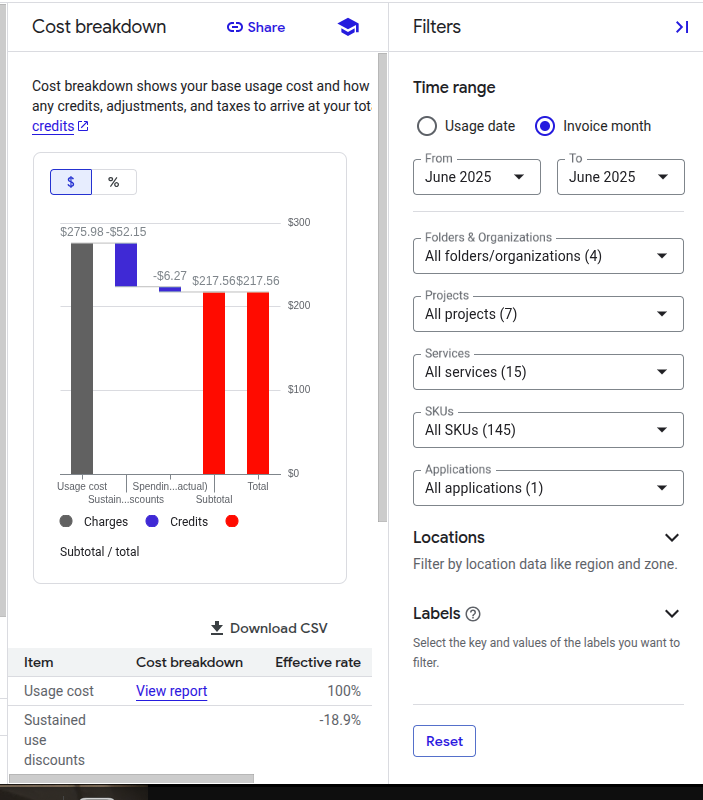 Cost breakdown
Share
Cost breakdown shows your base usage cost and how
any credits, adjustments, and taxes to arrive at your tot
credits
$
%
$300
$275.98 -$52.15
-$6.27
$217.56$217.56
$200
$100
$0
Usage cost
Spendin...actual)
Total
Sustain...scounts
Subtotal
Charges
Credits
Subtotal / total
Download CSV
Item Cost breakdown Effective rate
Usage cost View report 100%
Sustained -18.9%
use
discounts
Filters
Time range
Usage date
Invoice month
From
June 2025
To
June 2025
Folders & Organizations
All folders/organizations (4)
Projects
All projects (7)
Services
All services (15)
SKUs
All SKUs (145)
Applications
All applications (1)
Locations
Filter by location data like region and zone.
Labels
Select the key and values of the labels you want to
filter.
Reset